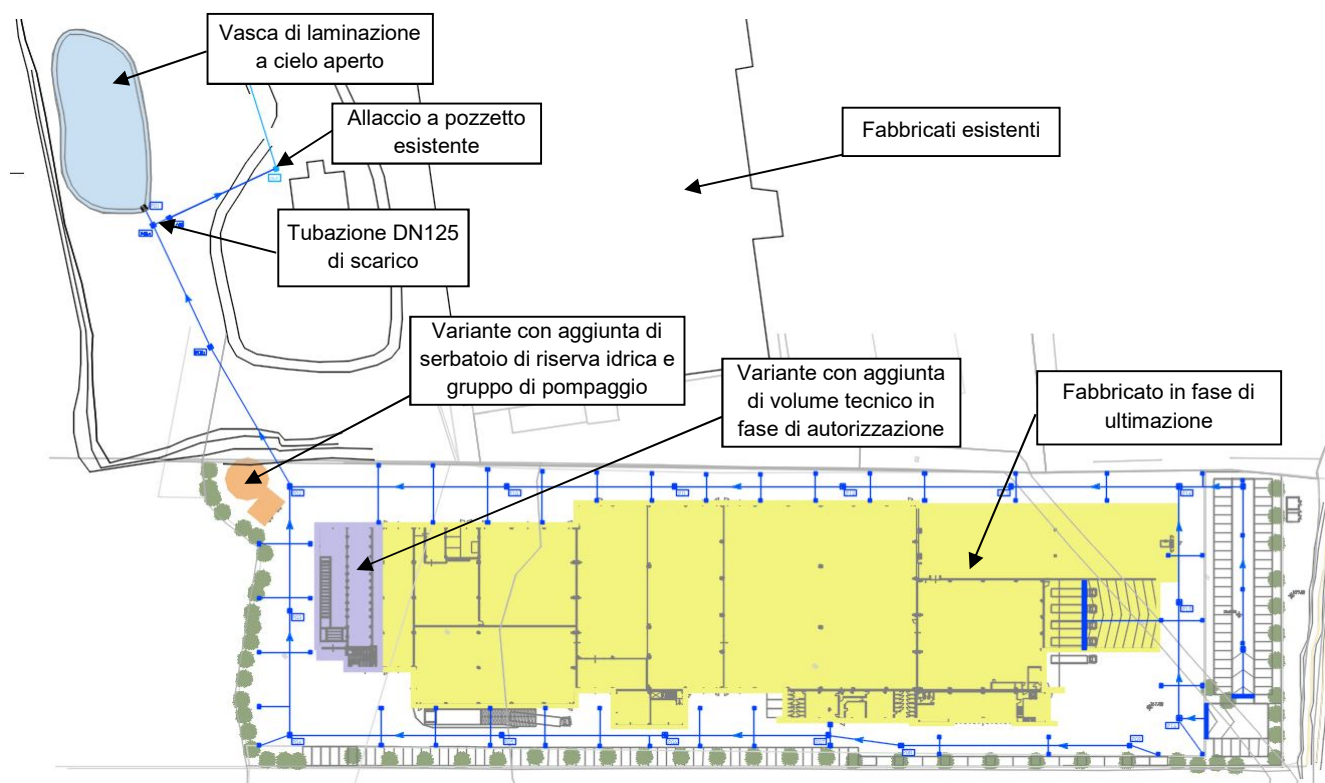 Vasca di laminazione
a cielo aperto
Allaccio a pozzetto
esistente
Fabbricati esistenti
Tubazione DN125
di scarico
Variante con aggiunta di
serbatoio di riserva idrica e
gruppo di pompaggio
Variante con aggiunta
di volume tecnico in
fase di autorizzazione
Fabbricato in fase di
ultimazione